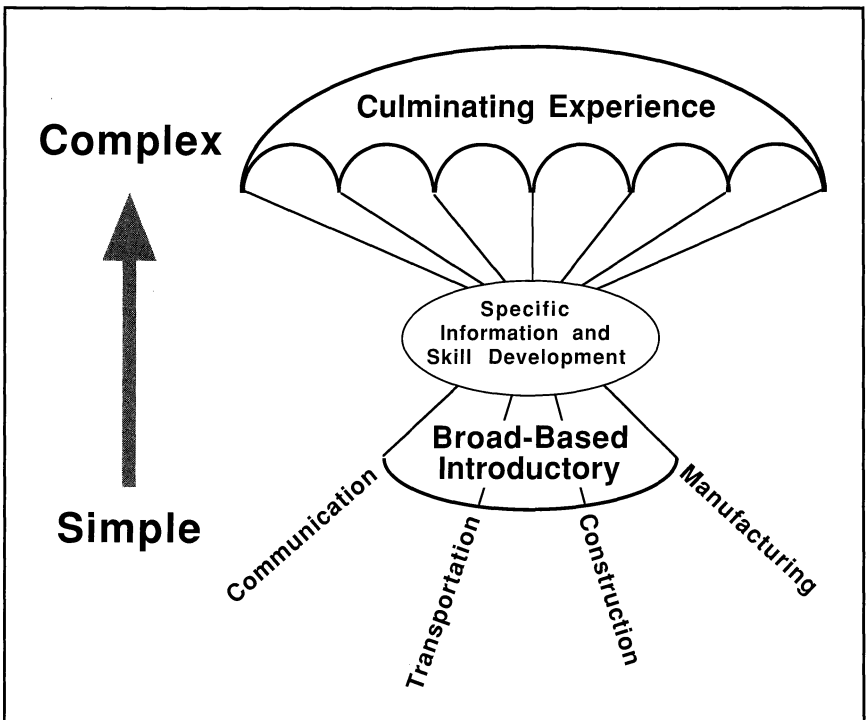 Culminating Experience
Complex
Specific
Information and
Skill Development
Broad-Based
Introductory
Simple
Communication
Transportation
Construction
Manufacturing